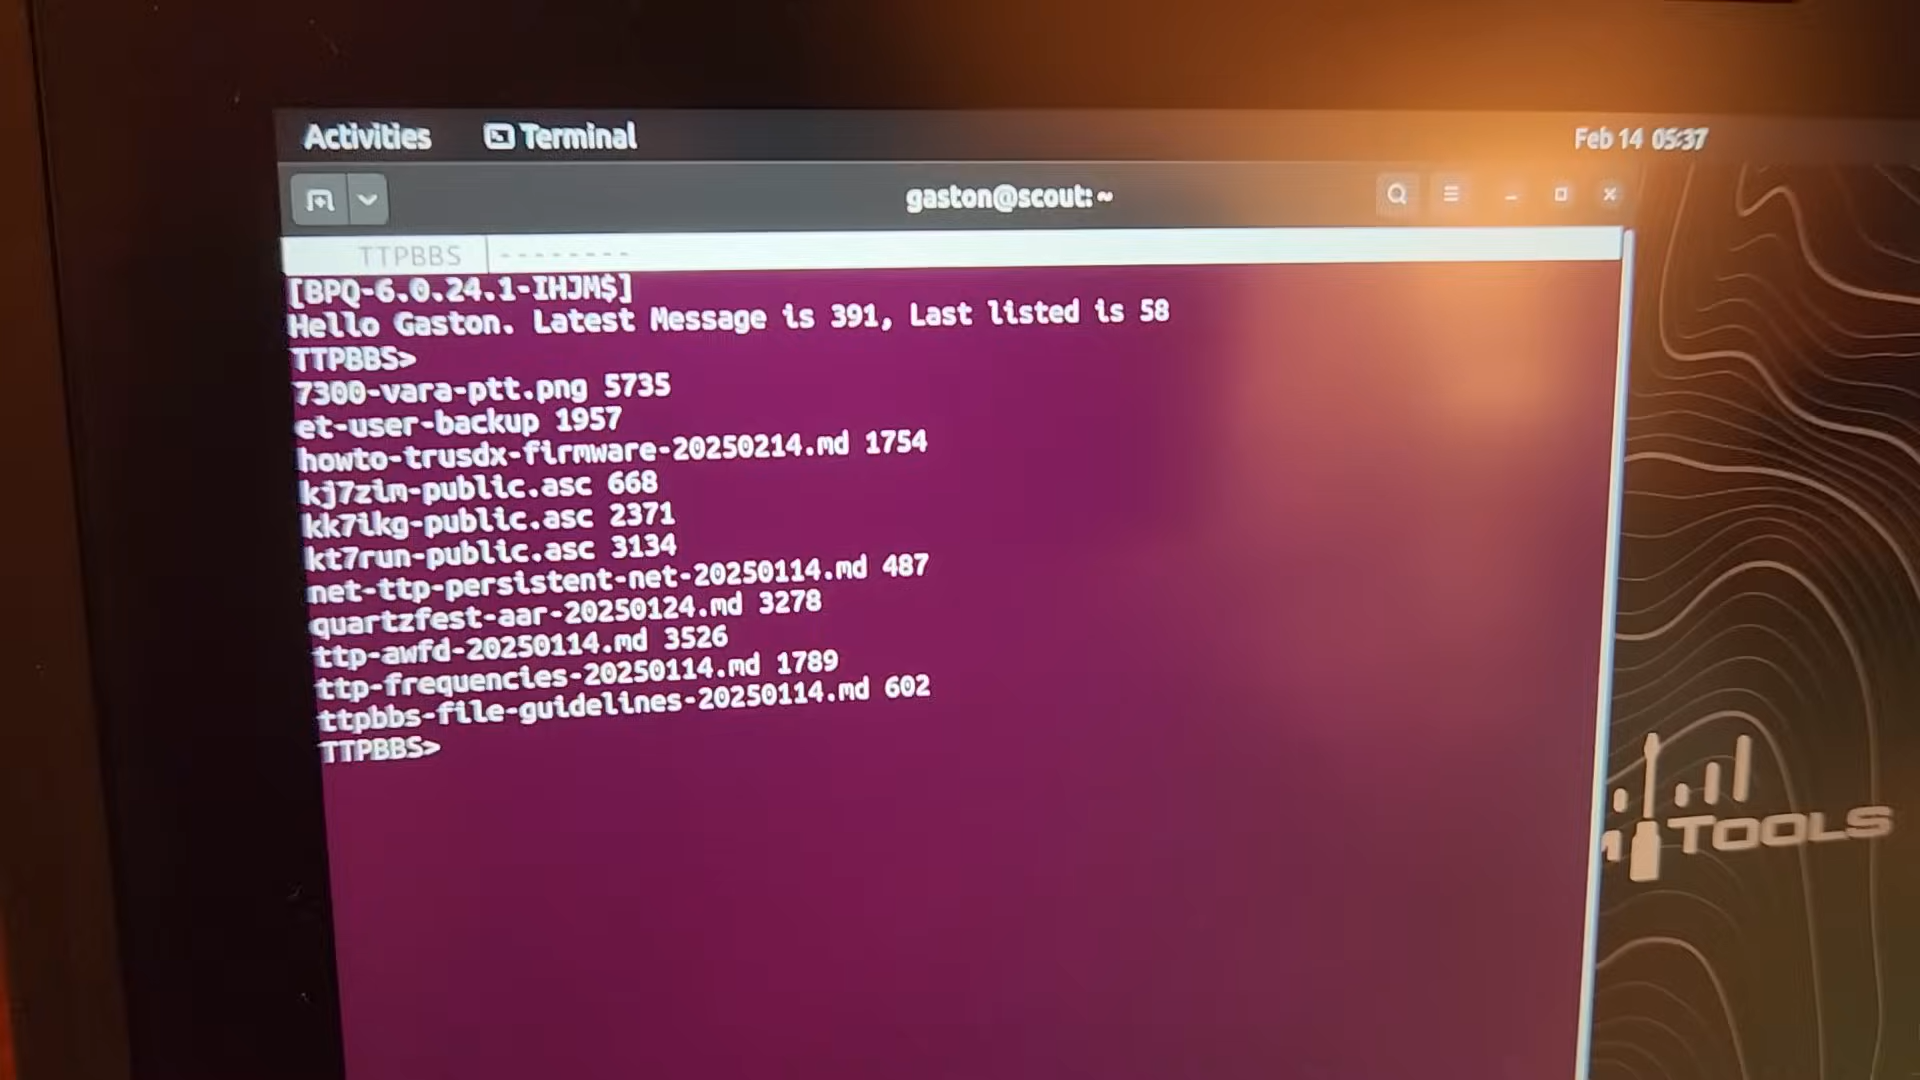 Activities Terminal Feb 14 05:37
gaston@scout: ~
TTPBBS --------
[BPQ-6.0.24.1-IHJM$]
Hello Gaston. Latest Message is 391, Last listed is 58
TTPBBS>
7300-vara-ptt.png 5735
et-user-backup 1957
howto-trusdx-firmware-20250214.md 1754
kj7zim-public.asc 668
kk7ikg-public.asc 2371
kt7run-public.asc 3134
net-ttp-persistent-net-20250114.md 487
quartzfest-aar-20250124.md 3278
ttp-awfd-20250114.md 3526
ttp-frequencies-20250114.md 1789
ttpbbs-file-guidelines-20250114.md 602
TTPBBS>
TOOLS